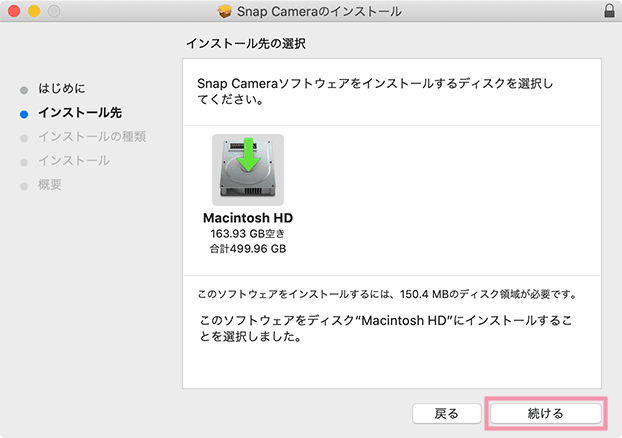 Snap Cameraのインストール
インストール先の選択
はじめに
インストール先
インストールの種類
インストール
概要
Snap Cameraソフトウェアをインストールするディスクを選択し
てください。
Macintosh HD
163.93 GB空き
合計499.96 GB
このソフトウェアをインストールするには、150.4 MBのディスク領域が必要です。
このソフトウェアをディスク“Macintosh HD”にインストールするこ
とを選択しました。
戻る
続ける